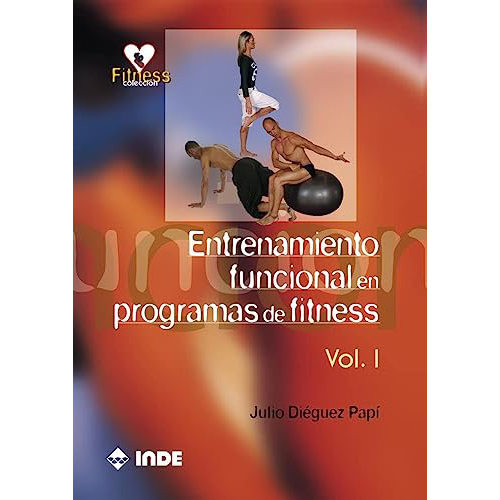 Fitness
colección
Entrenamiento
funcional en
programas de fitness
Vol. I
Julio Diéguez Papí
INDE